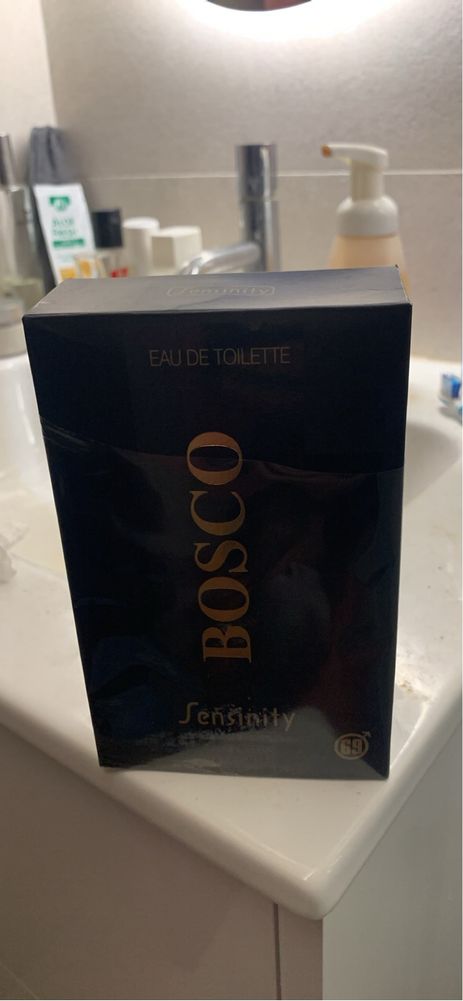 Sensinity
EAU DE TOILETTE
BOSCO
Sensinity
69